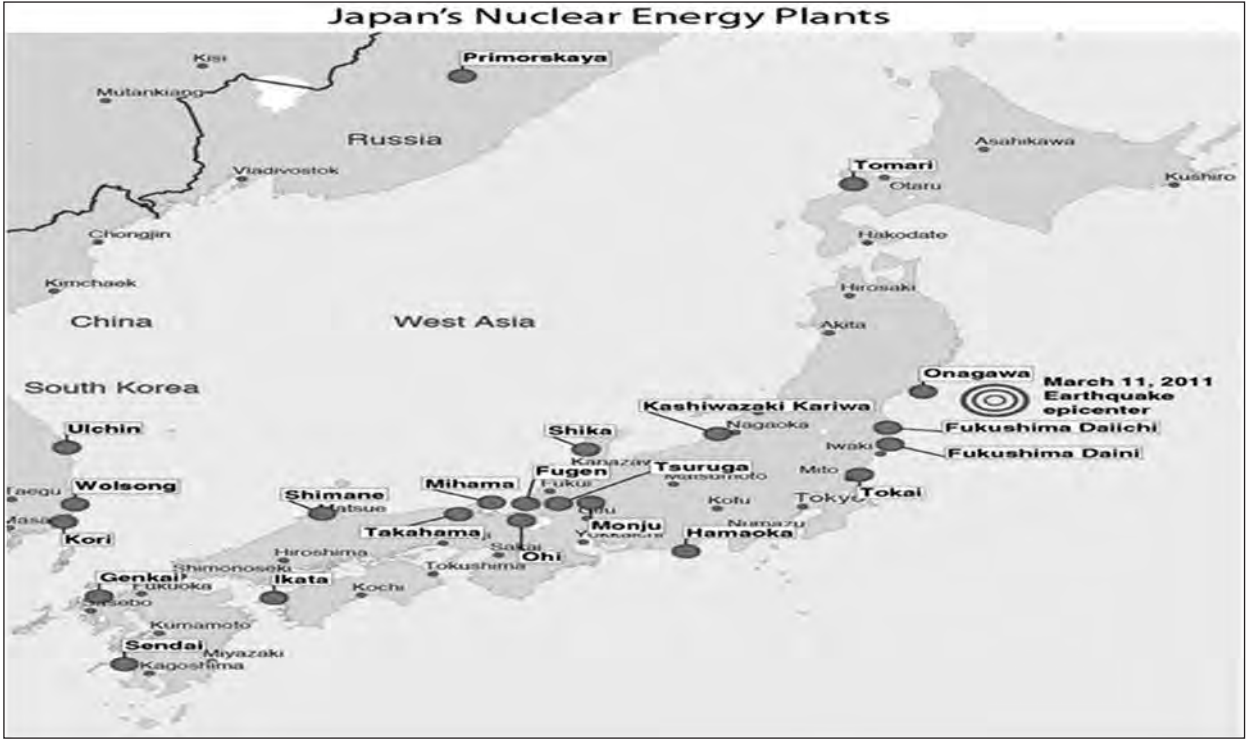 Japan's Nuclear Energy Plants
Kisi
Primorskaya
Mutankiang
Russia
Asahikawa
Vladivostok
Tomari
Otaru
Kushiro
Chongjin
Hakodate
Kimchaek
Hirosaki
China
West Asia
Akita
South Korea
Onagawa
March 11, 2011
Earthquake
epicenter
Kashiwazaki Kariwa
Nagaoka
Fukushima Daiichi
Ulchin
Shika
Iwaki
Fukushima Daini
Kanazav
Tsuruga
Mito
Taegu
Wolsong
Mihama
Fugen
Fukui
Matsumoto
Tokai
Shimane
Matsue
Kofu
Tokyo
Masa
Takahama
Monju
Numazu
Hamaoka
Kori
Ohi
Sakai
Hiroshima
Shimonoseki
Tokushima
Genkai
Fukuoka
Ikata
Kochi
Sasebo
Kumamoto
Sendai
Miyazaki
Kagoshima